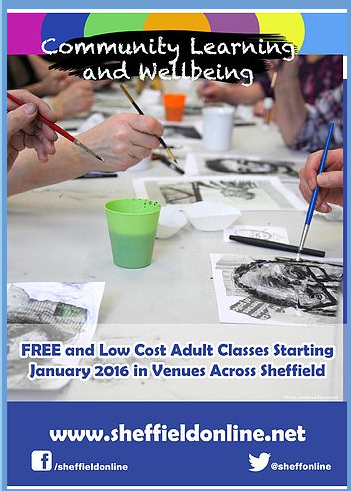 Community Learning
and Wellbeing
FREE and Low Cost Adult Classes Starting
January 2016 in Venues Across Sheffield
www.sheffieldonline.net
/sheffieldonline
@sheffonline